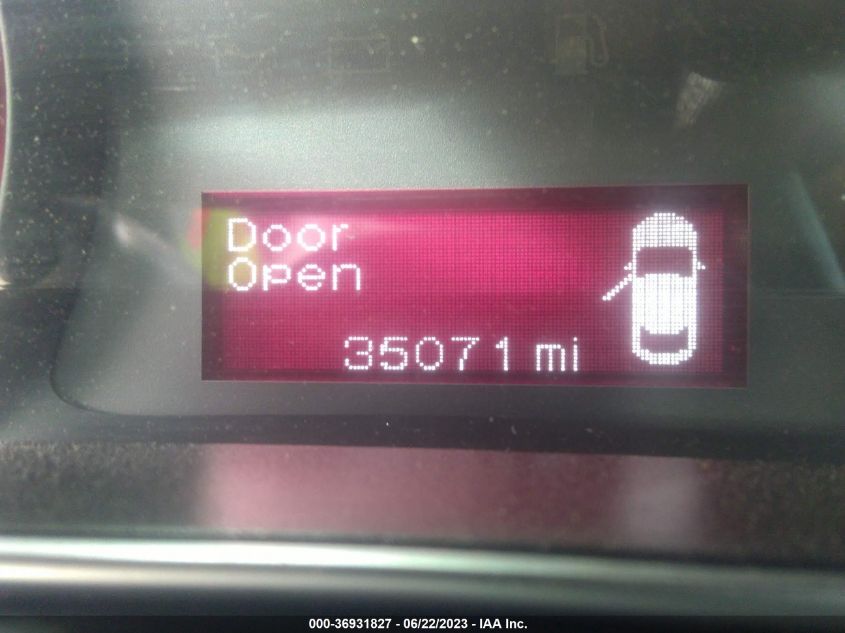 Door
Open
35071 mi
000-36931827 - 06/22/2023 - IAA Inc.